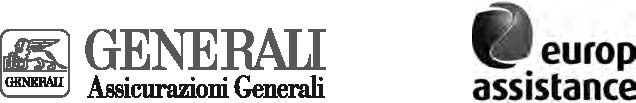 GENERALI
GENERALI
Assicurazioni Generali
europ
assistance